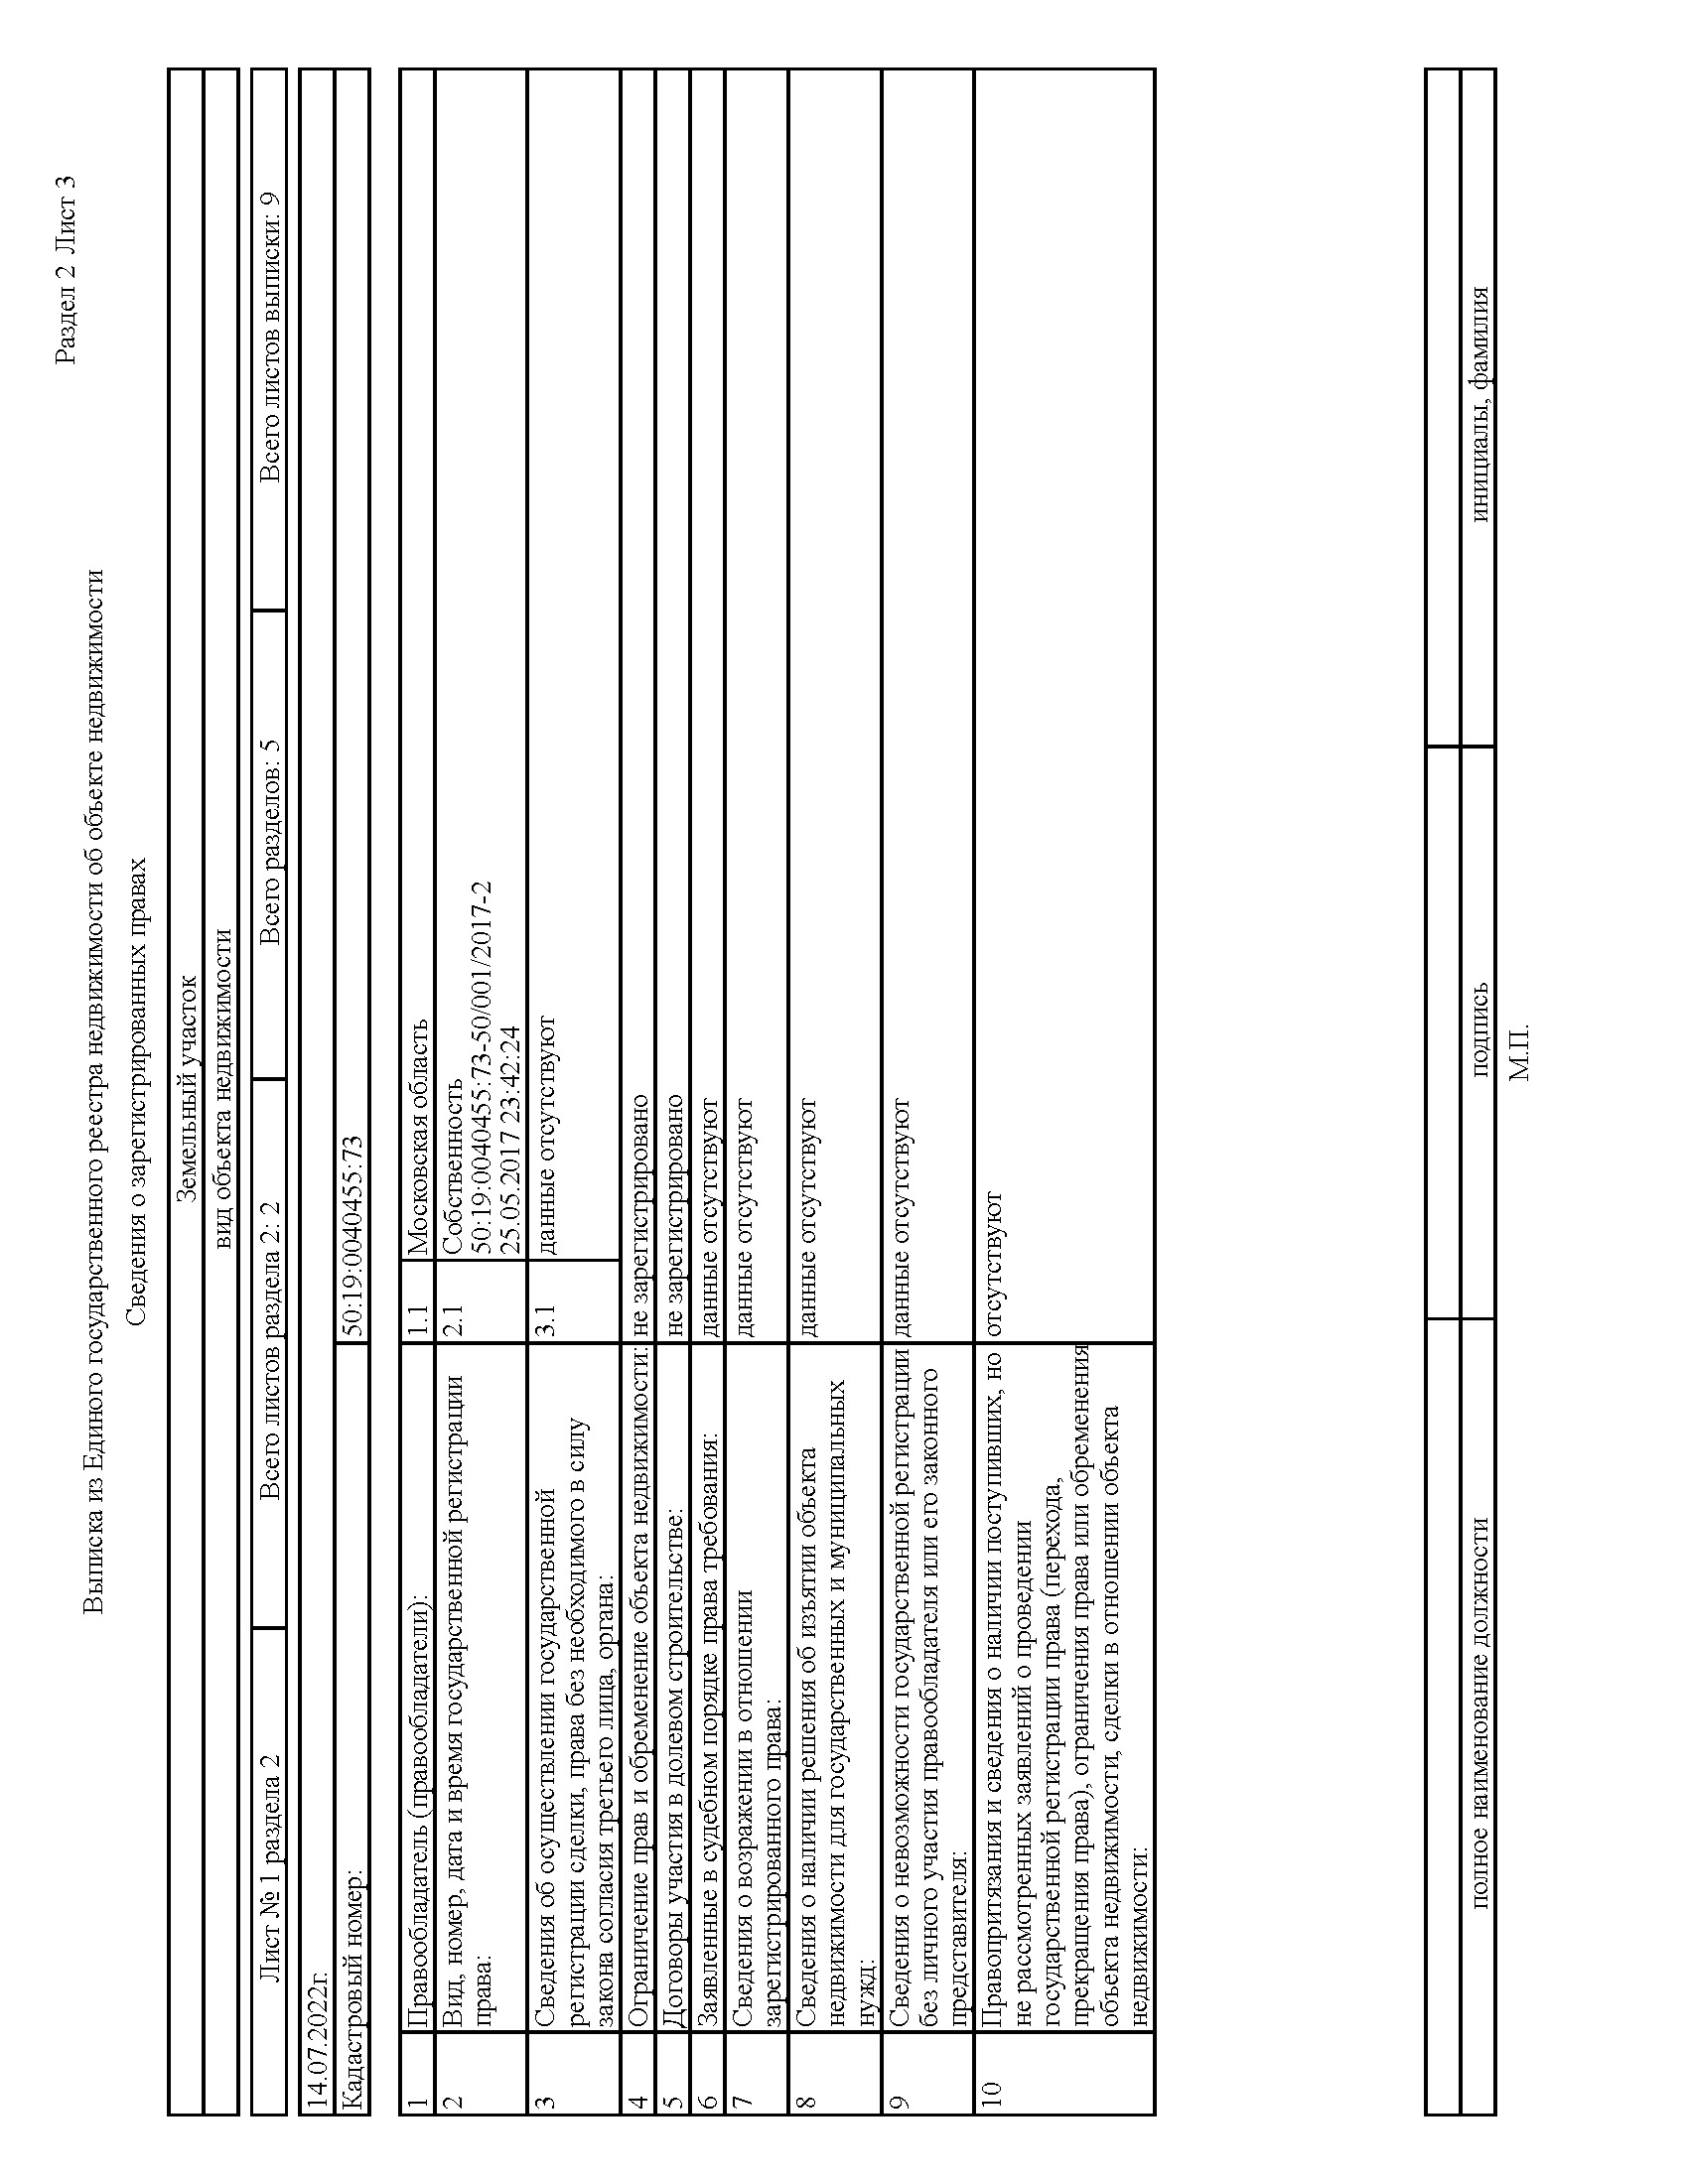 Раздел 2 Лист 3
Выписка из Единого государственного реестра недвижимости об объекте недвижимости
Сведения о зарегистрированных правах
Земельный участок
вид объекта недвижимости
Лист № 1 раздела 2 Всего листов раздела 2: 2 Всего разделов: 5 Всего листов выписки: 9
14.07.2022г.
Кадастровый номер: 50:19:0040455:73
1 Правообладатель (правообладатели): 1.1 Московская область
2 Вид, номер, дата и время государственной регистрации 2.1 Собственность
права: 50:19:0040455:73-50/001/2017-2
25.05.2017 23:42:24
3 Сведения об осуществлении государственной 3.1 данные отсутствуют
регистрации сделки, права без необходимого в силу
закона согласия третьего лица, органа:
4 Ограничение прав и обременение объекта недвижимости: не зарегистрировано
5 Договоры участия в долевом строительстве: не зарегистрировано
6 Заявленные в судебном порядке права требования: данные отсутствуют
7 Сведения о возражении в отношении данные отсутствуют
зарегистрированного права:
8 Сведения о наличии решения об изъятии объекта данные отсутствуют
недвижимости для государственных и муниципальных
нужд:
9 Сведения о невозможности государственной регистрации данные отсутствуют
без личного участия правообладателя или его законного
представителя:
10 Правопритязания и сведения о наличии поступивших, но отсутствуют
не рассмотренных заявлений о проведении
государственной регистрации права (перехода,
прекращения права), ограничения права или обременения
объекта недвижимости, сделки в отношении объекта
недвижимости:
полное наименование должности подпись инициалы, фамилия
М.П.